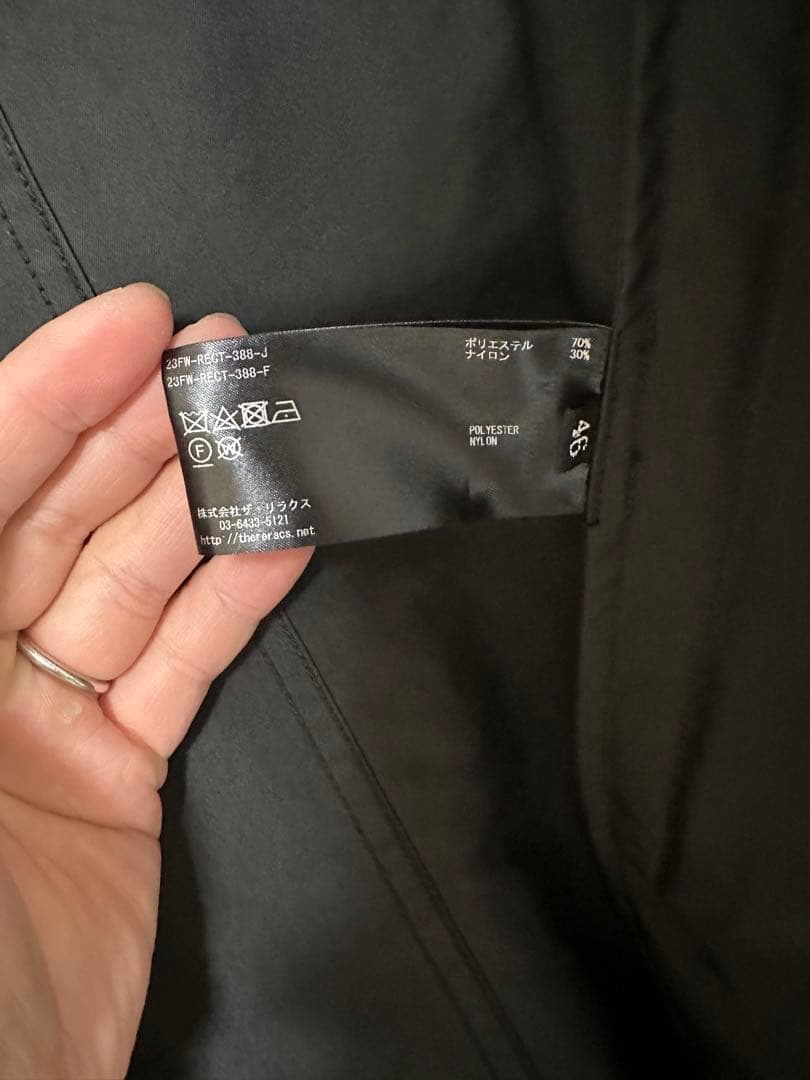 23FW-RECT-388-J
23FW-RECT-388-F
F
W
株式会社ザ・リラクス
03-6433-5121
http://thereracs.net
ポリエステル 70%
ナイロン 30%
POLYESTER
NYLON
46